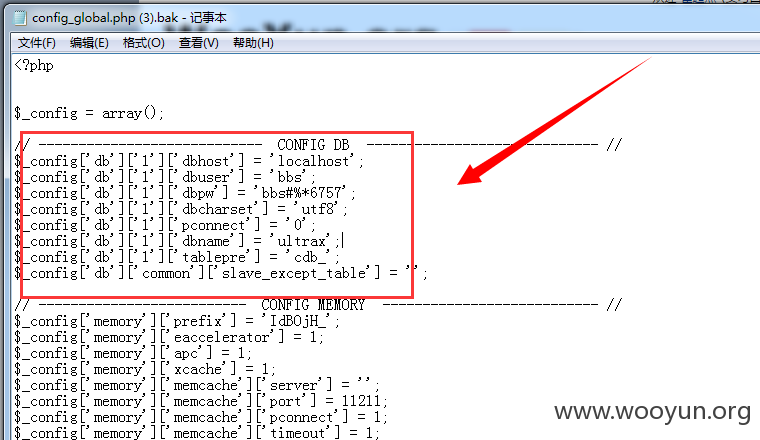 config_global.php (3).bak - 记事本
文件(F) 编辑(E) 格式(O) 查看(V) 帮助(H)
<?php
$_config = array();
// ---------------------------- CONFIG DB ----------------------------- //
$_config['db']['1']['dbhost'] = 'localhost';
$_config['db']['1']['dbuser'] = 'bbs';
$_config['db']['1']['dbpw'] = 'bbs#%*6757';
$_config['db']['1']['dbcharset'] = 'utf8';
$_config['db']['1']['pconnect'] = '0';
$_config['db']['1']['dbname'] = 'ultrax';
$_config['db']['1']['tablepre'] = 'cdb_';
$_config['db']['common']['slave_except_table'] = '';
// -------------------------- CONFIG MEMORY --------------------------- //
$_config['memory']['prefix'] = 'IdBOjH_';
$_config['memory']['eaccelerator'] = 1;
$_config['memory']['apc'] = 1;
$_config['memory']['xcache'] = 1;
$_config['memory']['memcache']['server'] = '';
$_config['memory']['memcache']['port'] = 11211;
$_config['memory']['memcache']['pconnect'] = 1;
$_config['memory']['memcache']['timeout'] = 1;
www.wooyun.org